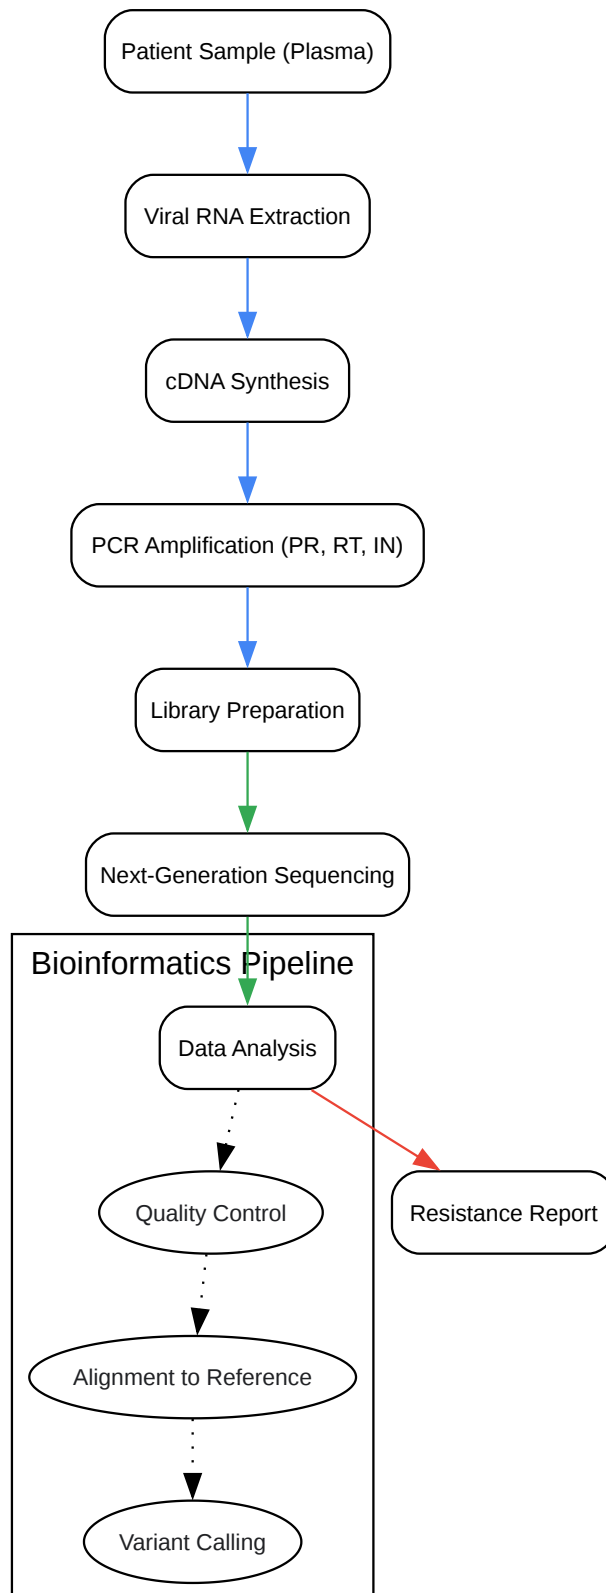 Patient Sample (Plasma)
Viral RNA Extraction
cDNA Synthesis
PCR Amplification (PR, RT, IN)
Library Preparation
Next-Generation Sequencing
Bioinformatics Pipeline
Data Analysis
Quality Control
Resistance Report
Alignment to Reference
Variant Calling